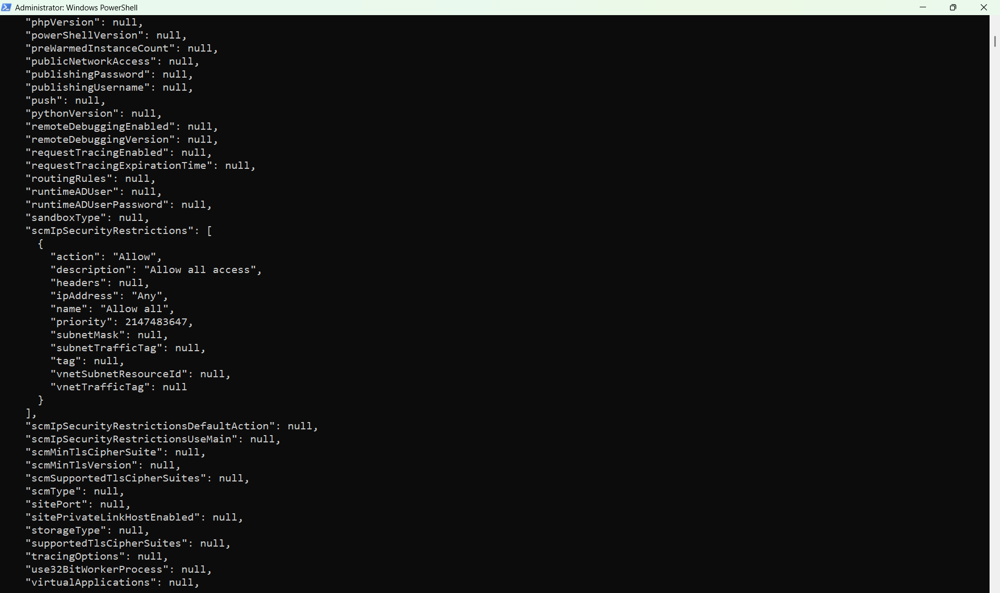 Administrator: Windows PowerShell
"phpVersion": null,
"powerShellVersion": null,
"preWarmedInstanceCount": null,
"publicNetworkAccess": null,
"publishingPassword": null,
"publishingUsername": null,
"push": null,
"pythonVersion": null,
"remoteDebuggingEnabled": null,
"remoteDebuggingVersion": null,
"requestTracingEnabled": null,
"requestTracingExpirationTime": null,
"routingRules": null,
"runtimeADUser": null,
"runtimeADUserPassword": null,
"sandboxType": null,
"scmIpSecurityRestrictions": [
{
"action": "Allow",
"description": "Allow all access",
"headers": null,
"ipAddress": "Any",
"name": "Allow all",
"priority": 2147483647,
"subnetMask": null,
"subnetTrafficTag": null,
"tag": null,
"vnetSubnetResourceId": null,
"vnetTrafficTag": null
}
],
"scmIpSecurityRestrictionsDefaultAction": null,
"scmIpSecurityRestrictionsUseMain": null,
"scmMinTlsCipherSuite": null,
"scmMinTlsVersion": null,
"scmSupportedTlsCipherSuites": null,
"scmType": null,
"sitePort": null,
"sitePrivateLinkHostEnabled": null,
"storageType": null,
"supportedTlsCipherSuites": null,
"tracingOptions": null,
"use32BitWorkerProcess": null,
"virtualApplications": null,